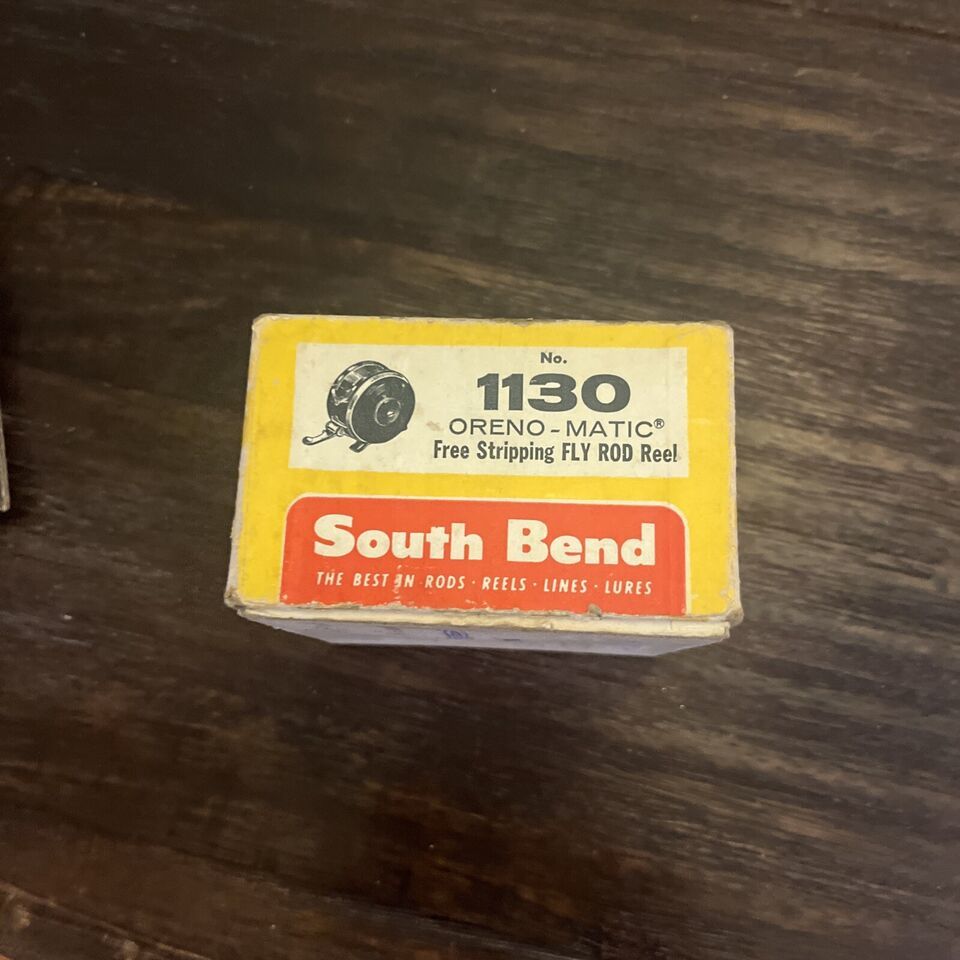 No.
1130
ORENO-MATIC®
Free Stripping FLY ROD Reel
South Bend
THE BEST IN RODS · REELS · LINES · LURES